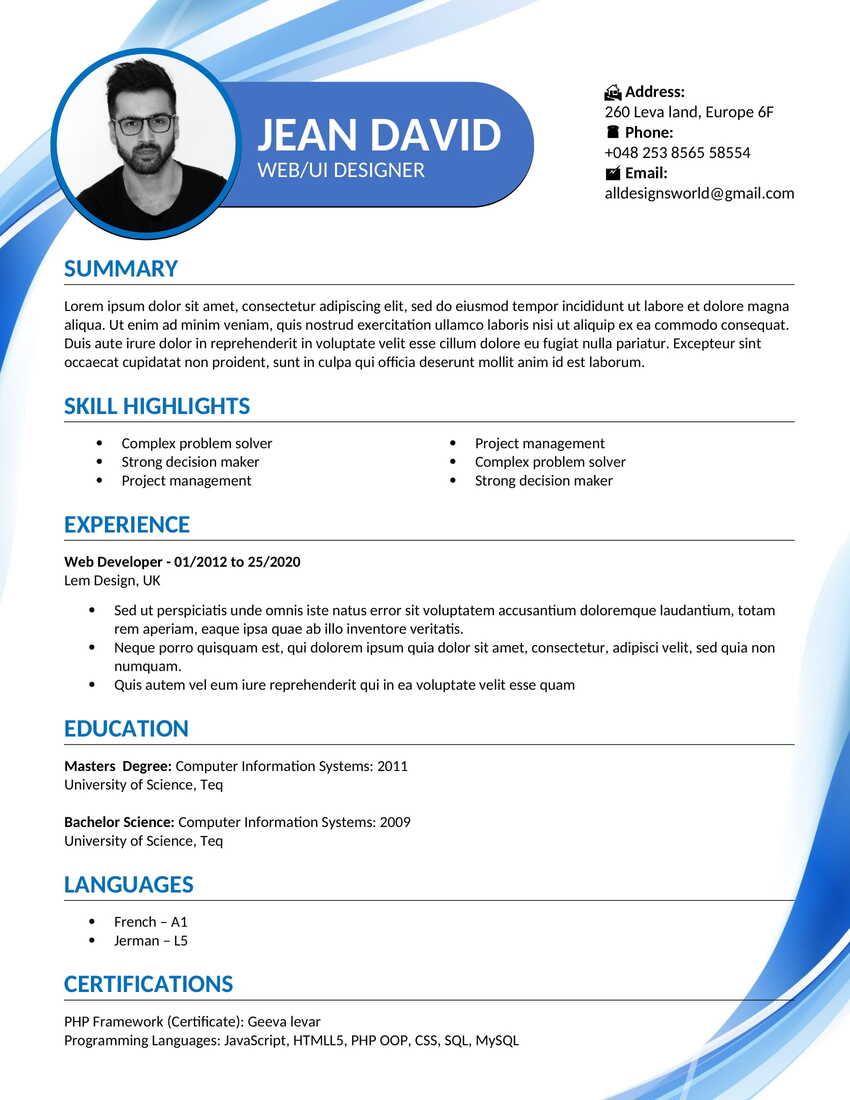 JEAN DAVID
WEB/UI DESIGNER
Address:
260 Leva land, Europe 6F
Phone:
+048 253 8565 58554
Email:
alldesignsworld@gmail.com
SUMMARY
Lorem ipsum dolor sit amet, consectetur adipiscing elit, sed do eiusmod tempor incididunt ut labore et dolore magna
aliqua. Ut enim ad minim veniam, quis nostrud exercitation ullamco laboris nisi ut aliquip ex ea commodo consequat.
Duis aute irure dolor in reprehenderit in voluptate velit esse cillum dolore eu fugiat nulla pariatur. Excepteur sint
occaecat cupidatat non proident, sunt in culpa qui officia deserunt mollit anim id est laborum.
SKILL HIGHLIGHTS
• Complex problem solver
• Strong decision maker
• Project management
• Project management
• Complex problem solver
• Strong decision maker
EXPERIENCE
Web Developer - 01/2012 to 25/2020
Lem Design, UK
• Sed ut perspiciatis unde omnis iste natus error sit voluptatem accusantium doloremque laudantium, totam
rem aperiam, eaque ipsa quae ab illo inventore veritatis.
• Neque porro quisquam est, qui dolorem ipsum quia dolor sit amet, consectetur, adipisci velit, sed quia non
numquam.
• Quis autem vel eum iure reprehenderit qui in ea voluptate velit esse quam
EDUCATION
Masters  Degree: Computer Information Systems: 2011
University of Science, Teq
Bachelor Science: Computer Information Systems: 2009
University of Science, Teq
LANGUAGES
• French – A1
• Jerman – L5
CERTIFICATIONS
PHP Framework (Certificate): Geeva levar
Programming Languages: JavaScript, HTMLL5, PHP OOP, CSS, SQL, MySQL